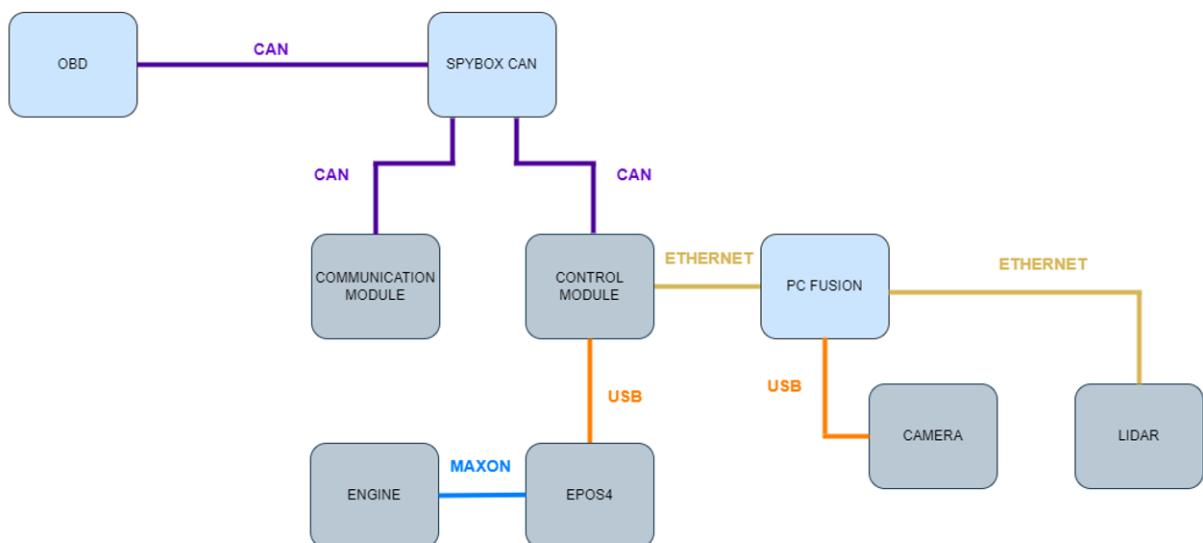 CAN
OBD
SPYBOX CAN
CAN
CAN
COMMUNICATION
MODULE
CONTROL
MODULE
ETHERNET
PC FUSION
ETHERNET
USB
USB
CAMERA
LIDAR
MAXON
ENGINE
EPOS4